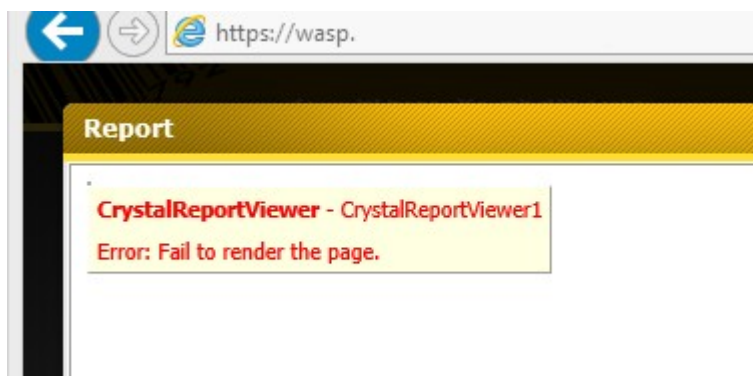 https://wasp.
Report
CrystalReportViewer - CrystalReportViewer1
Error: Fail to render the page.